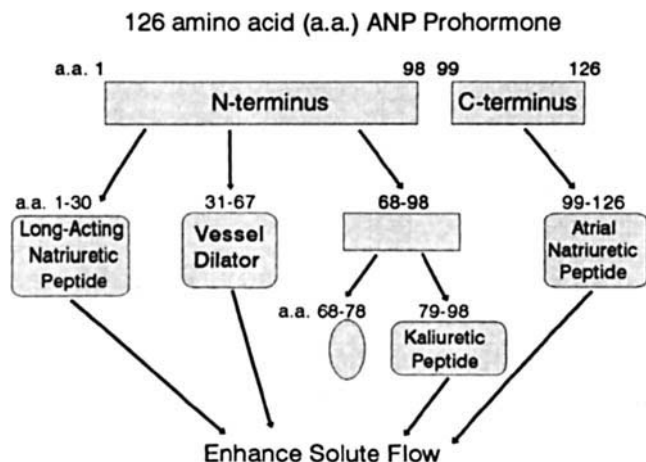 126 amino acid (a.a.) ANP Prohormone
a.a. 1 98 99 126
N-terminus C-terminus
a.a. 1-30 31-67 68-98 99-126
Long-Acting
Natriuretic
Peptide
Vessel
Dilator
Atrial
Natriuretic
Peptide
a.a. 68-78 79-98
Kaliuretic
Peptide
Enhance Solute Flow